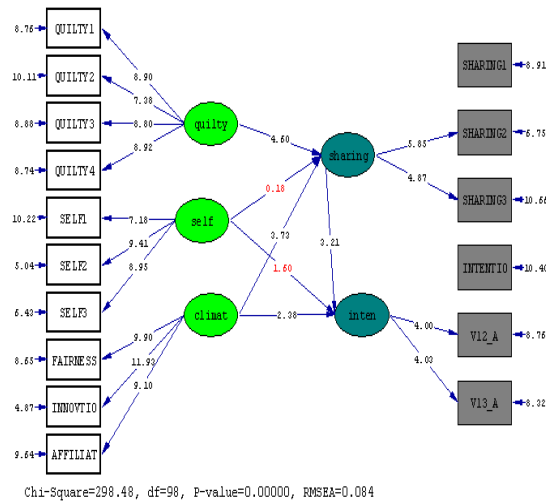 8.76 QUILTY1
10.11 QUILTY2
8.88 QUILTY3
8.74 QUILTY4
10.22 SELF1
5.04 SELF2
6.43 SELF3
8.65 FAIRNESS
4.87 INNOVTIO
9.64 AFFILIAT
8.90
7.38
8.80
8.92
7.18
9.41
8.95
9.90
11.93
9.10
quilty
self
climat
4.60
0.18
3.73
1.60
2.38
3.21
sharing
inten
5.85
4.87
4.00
4.03
SHARING1 8.91
SHARING2 6.75
SHARING3 10.66
INTENTIO 10.40
V12_A 8.76
V13_A 8.32
Chi-Square=298.48, df=98, P-value=0.00000, RMSEA=0.084